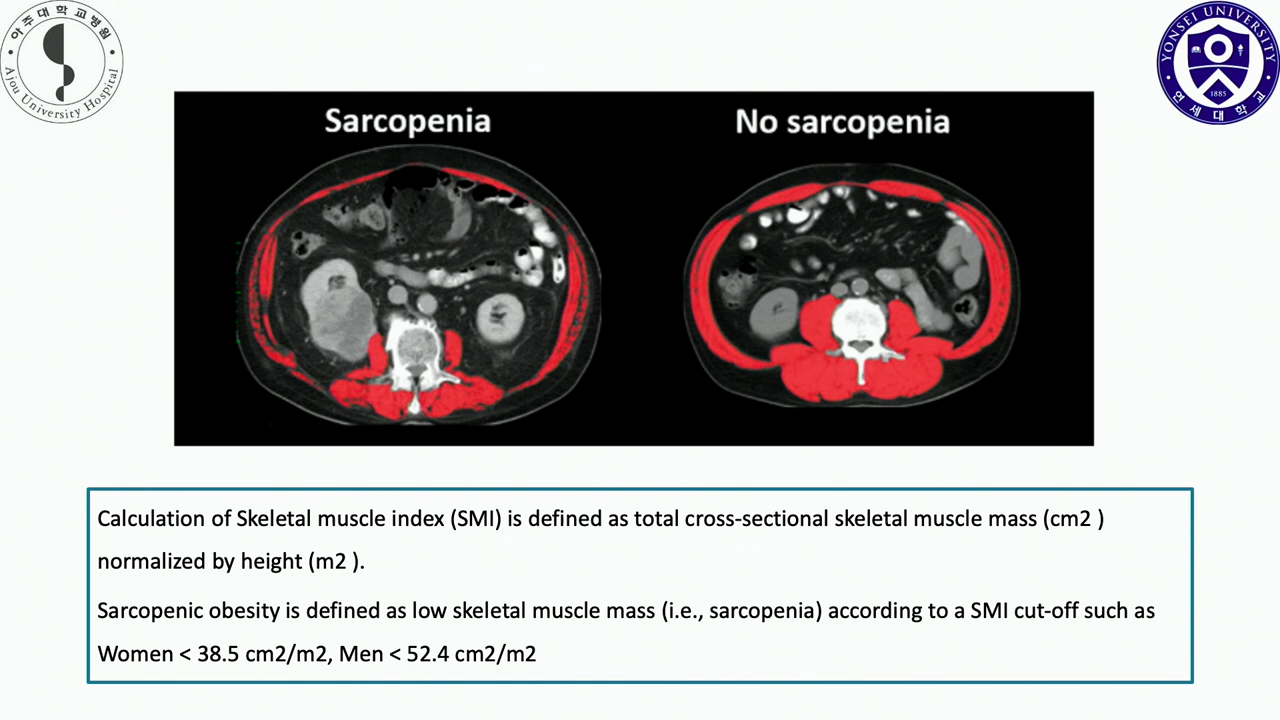 아주대학교병원
Ajou University Hospital
YONSEI UNIVERSITY
1885
연세대학교
Sarcopenia
No sarcopenia
Calculation of Skeletal muscle index (SMI) is defined as total cross-sectional skeletal muscle mass (cm2 )
normalized by height (m2 ).
Sarcopenic obesity is defined as low skeletal muscle mass (i.e., sarcopenia) according to a SMI cut-off such as
Women < 38.5 cm2/m2, Men < 52.4 cm2/m2